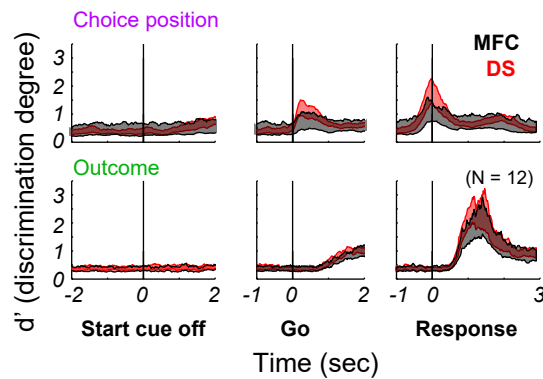 Choice position
MFC
DS
3
2
1
0
Outcome
(N = 12)
3
2
1
0
d' (discrimination degree)
-2 0 2 -1 0 2 -1 0 3
Start cue off Go Response
Time (sec)